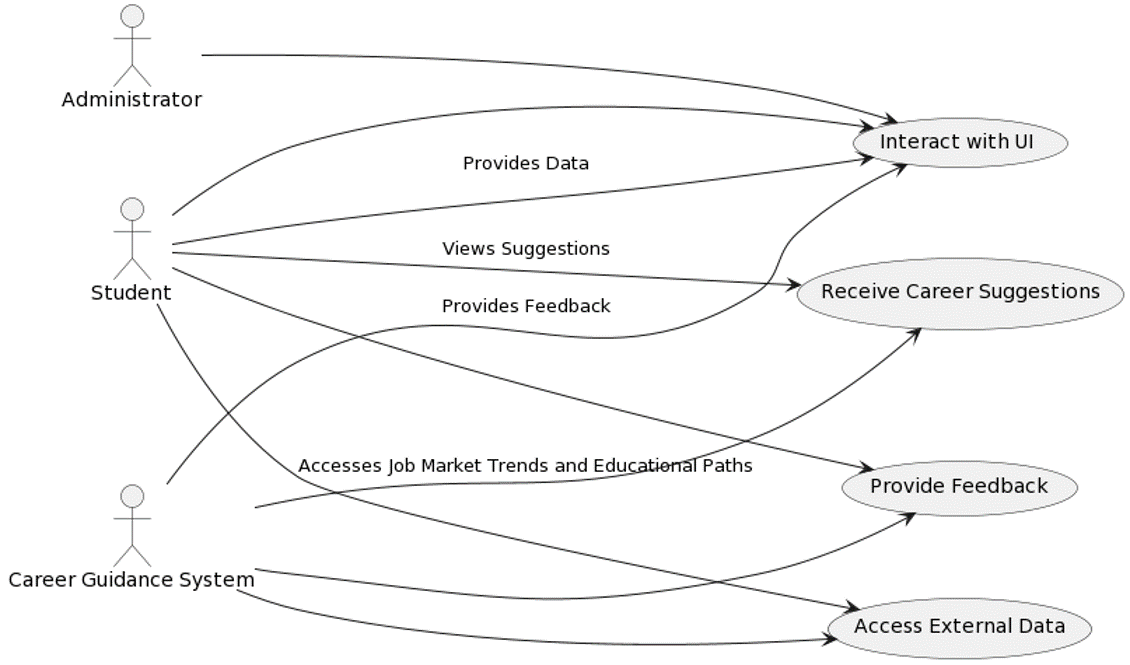 Administrator
Interact with UI
Provides Data
Views Suggestions
Student
Receive Career Suggestions
Provides Feedback
Accesses Job Market Trends and Educational Paths
Provide Feedback
Career Guidance System
Access External Data